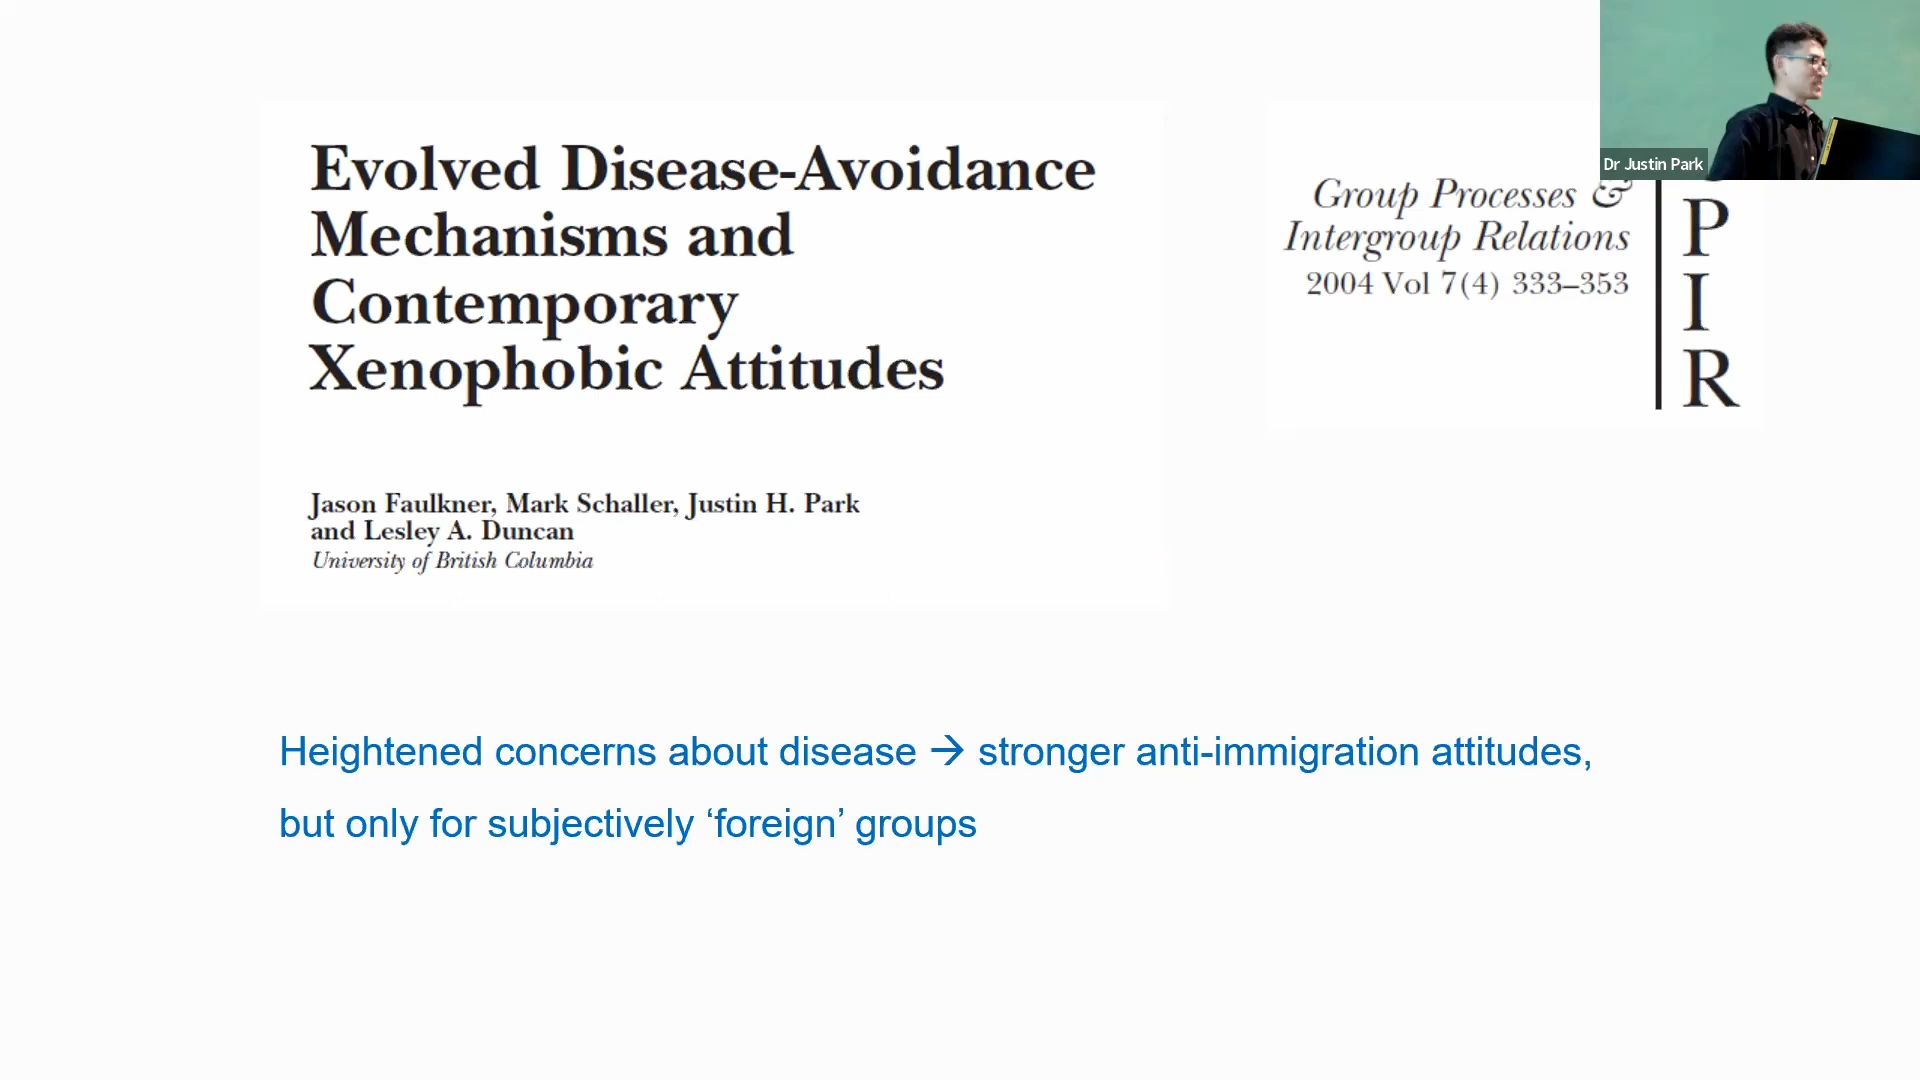 Evolved Disease-Avoidance
Mechanisms and
Contemporary
Xenophobic Attitudes
Jason Faulkner, Mark Schaller, Justin H. Park
and Lesley A. Duncan
University of British Columbia
Group Processes &
Intergroup Relations
2004 Vol 7(4) 333–353
P
I
R
Dr Justin Park
Heightened concerns about disease → stronger anti-immigration attitudes,
but only for subjectively ‘foreign’ groups